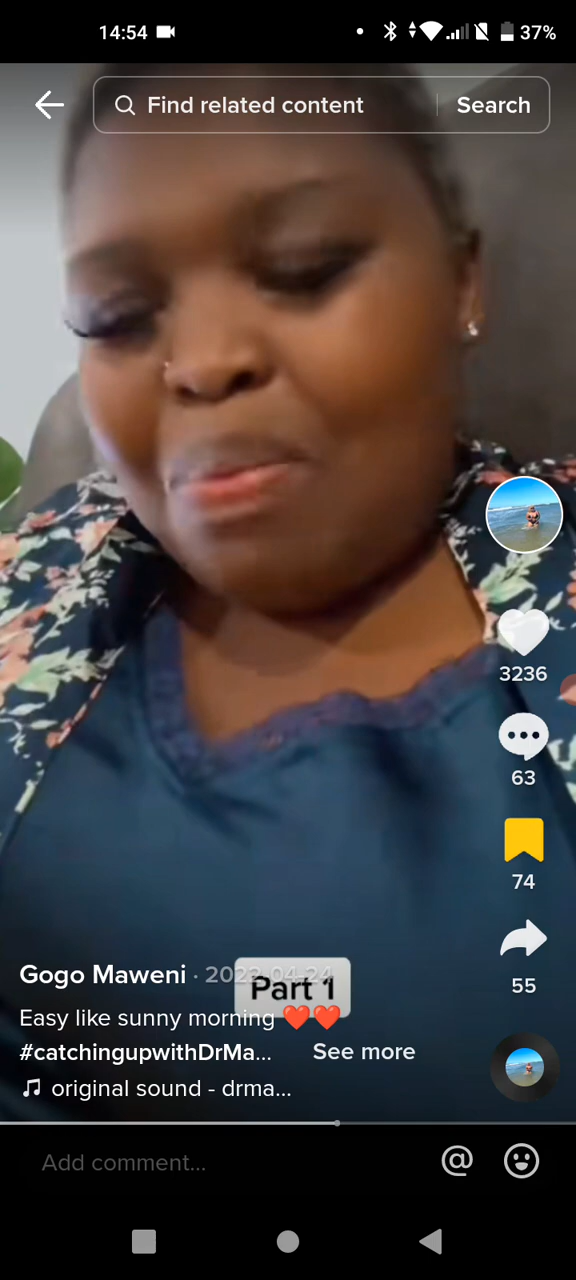 14:54
37%
Find related content
Search
3236
63
74
55
Gogo Maweni ·
Part 1
Easy like sunny morning ❤️❤️
#catchingupwithDrMa... See more
original sound - drma...
Add comment...
@